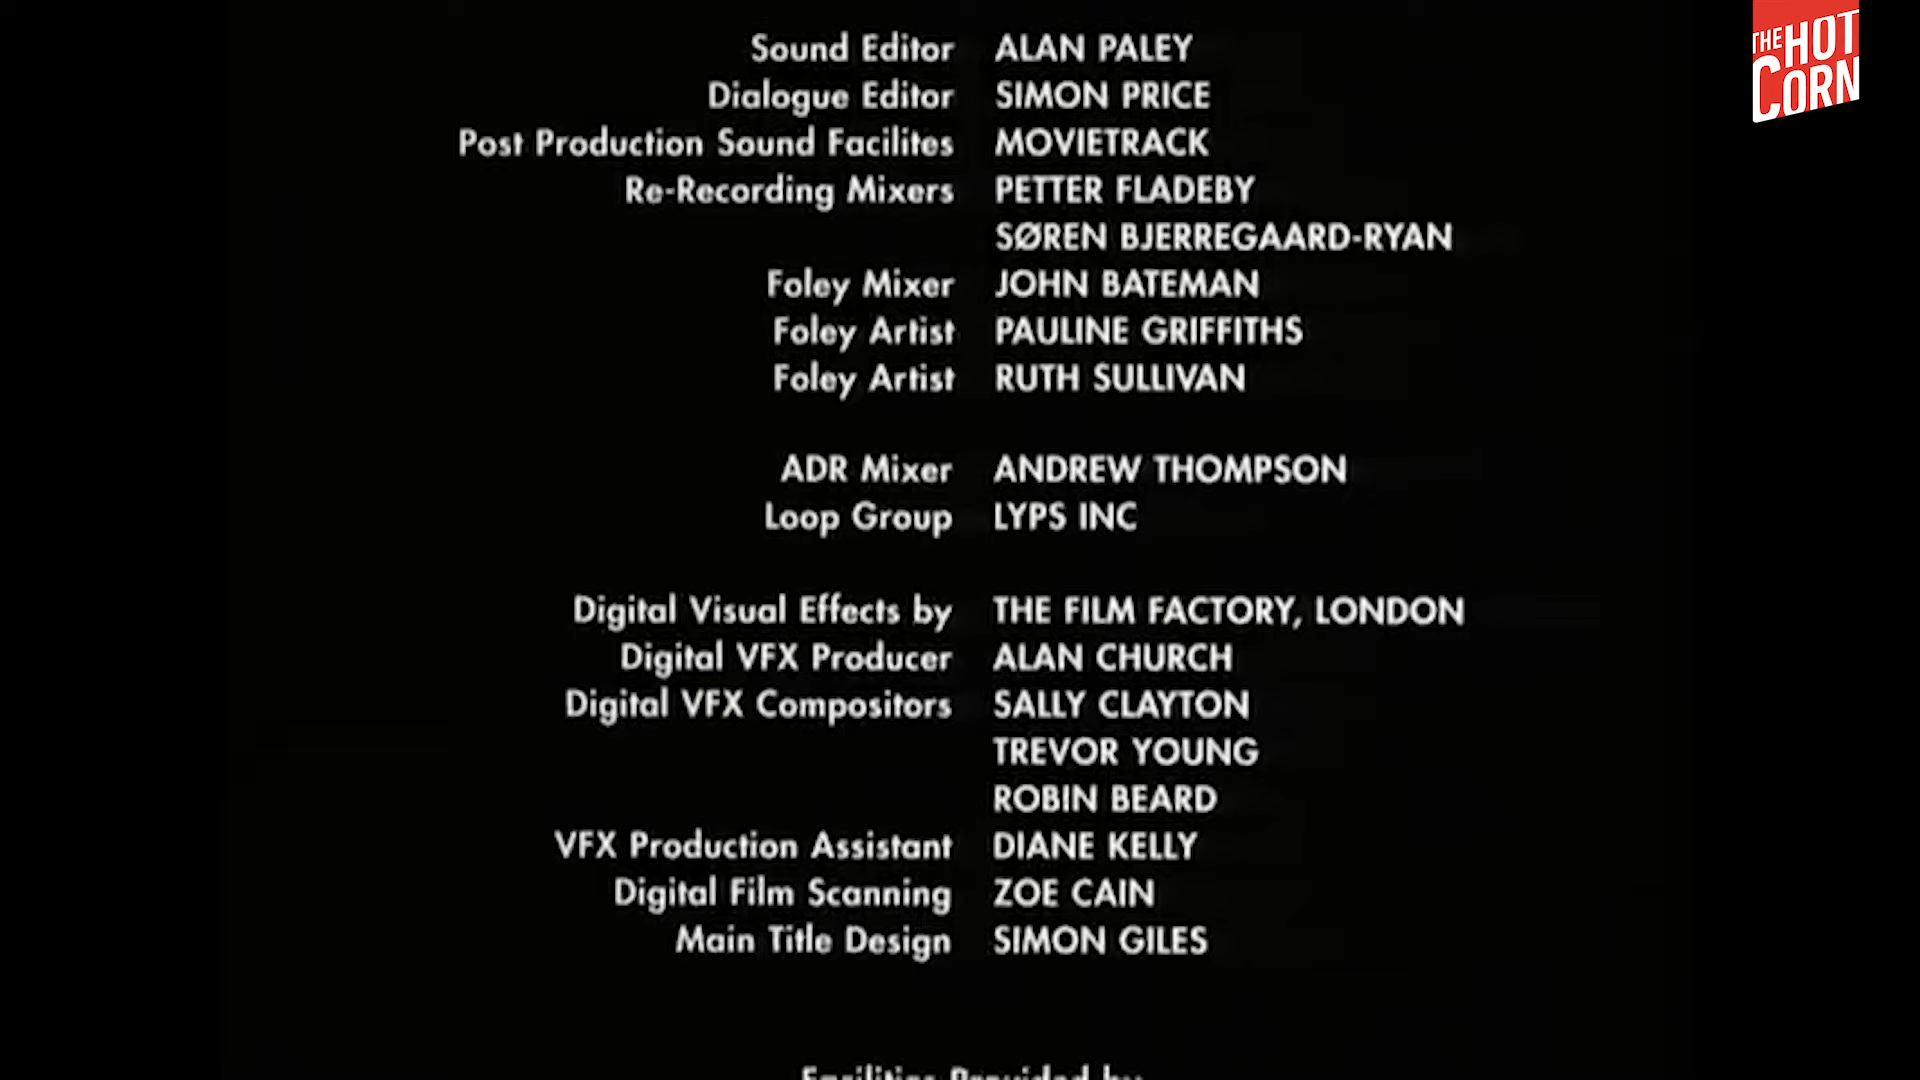 THE HOT
CORN
Sound Editor ALAN PALEY
Dialogue Editor SIMON PRICE
Post Production Sound Facilites MOVIETRACK
Re-Recording Mixers PETTER FLADEBY
SØREN BJERREGAARD-RYAN
Foley Mixer JOHN BATEMAN
Foley Artist PAULINE GRIFFITHS
Foley Artist RUTH SULLIVAN
ADR Mixer ANDREW THOMPSON
Loop Group LYPS INC
Digital Visual Effects by THE FILM FACTORY, LONDON
Digital VFX Producer ALAN CHURCH
Digital VFX Compositors SALLY CLAYTON
TREVOR YOUNG
ROBIN BEARD
VFX Production Assistant DIANE KELLY
Digital Film Scanning ZOE CAIN
Main Title Design SIMON GILES
Facilities Provided by